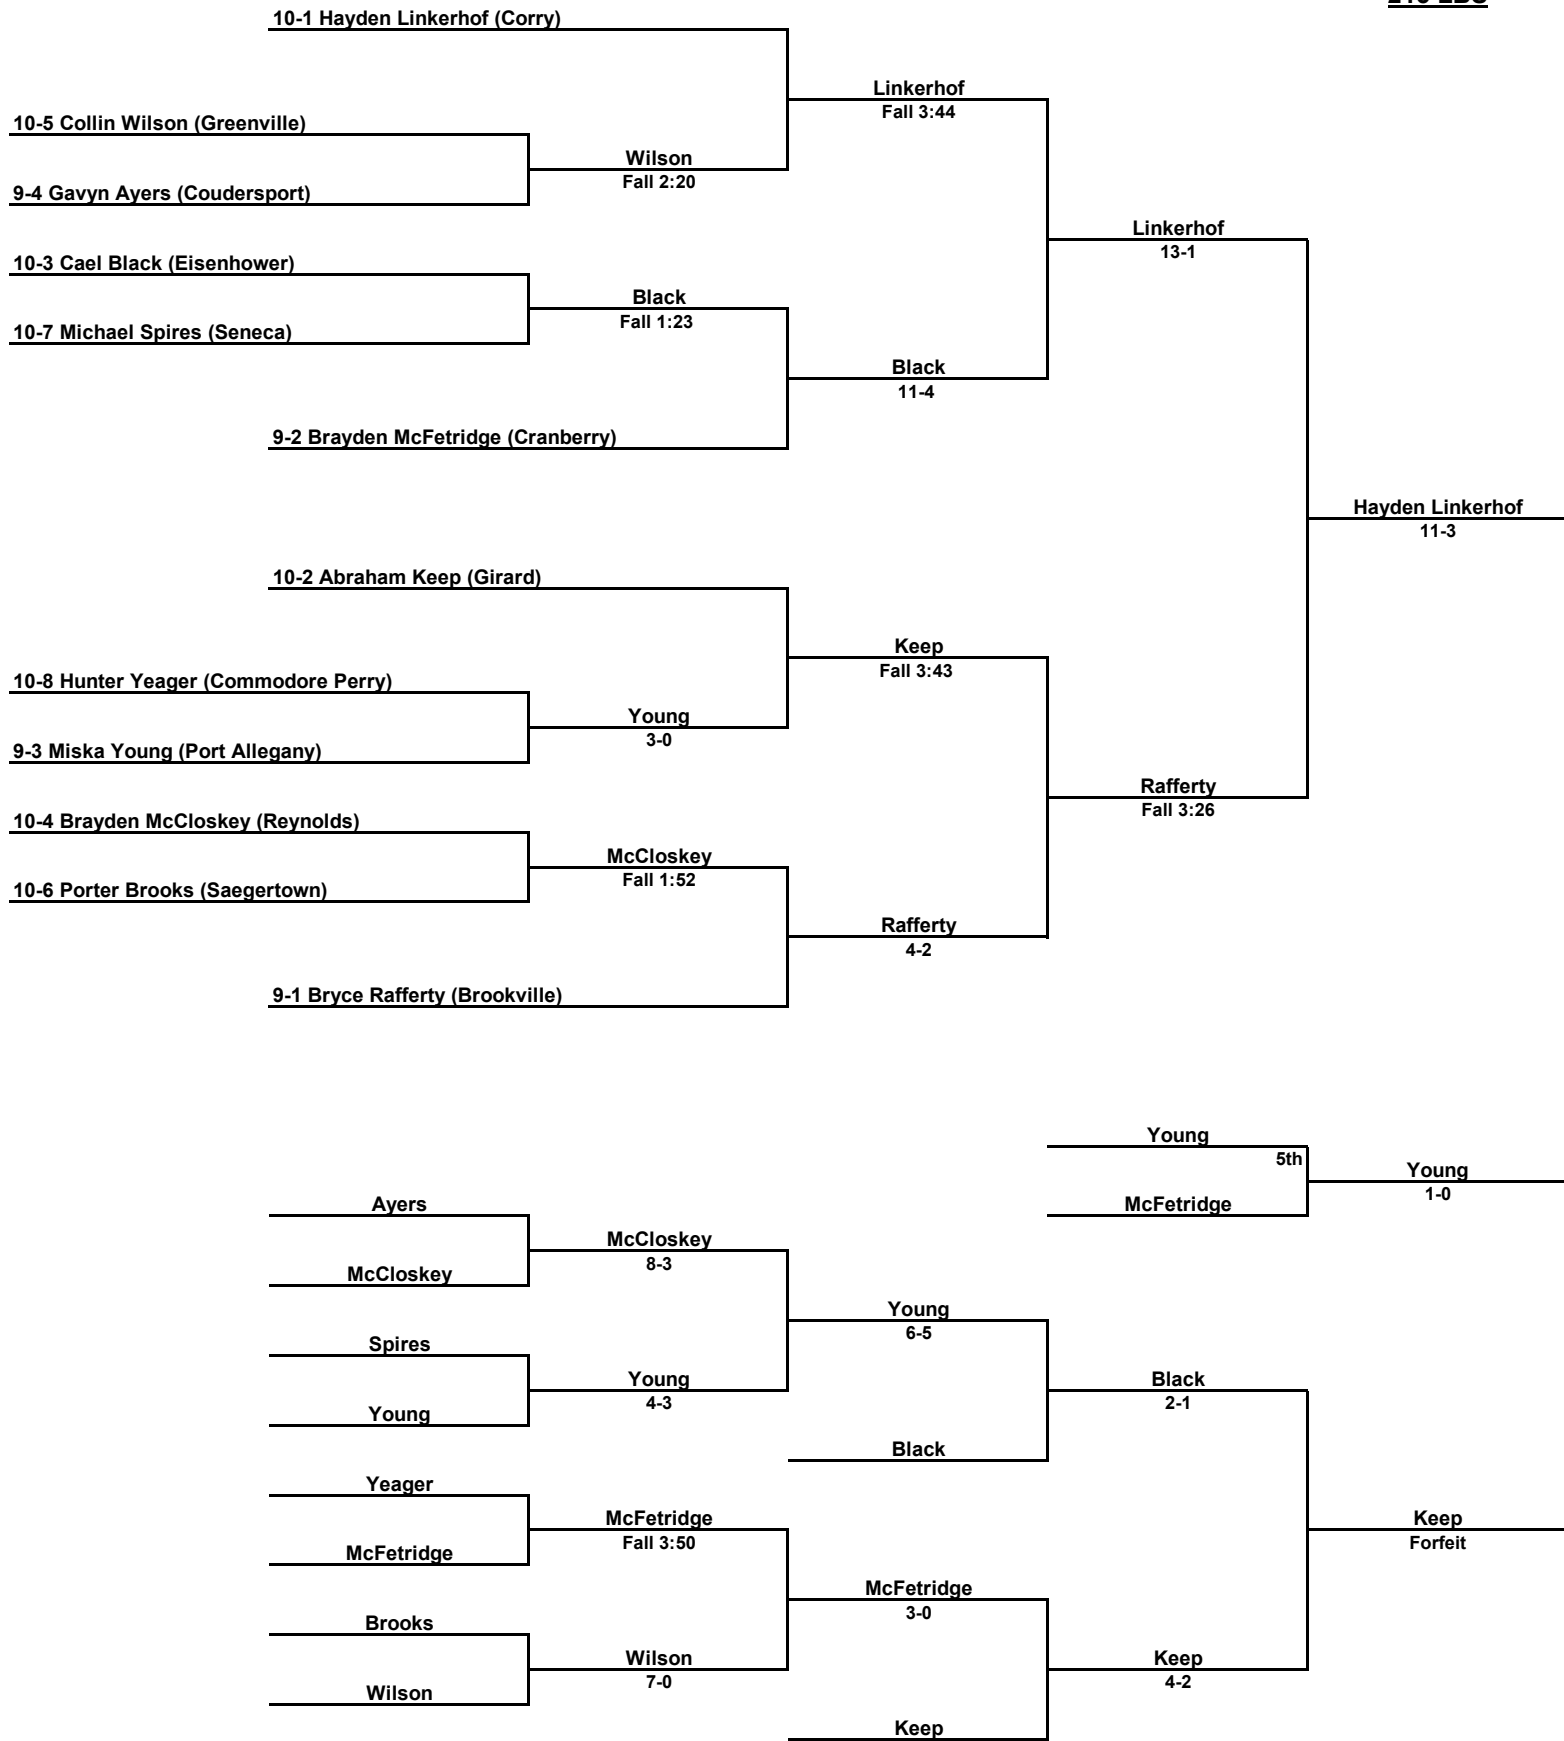 10-1 Hayden Linkerhof (Corry)
Linkerhof
Fall 3:44
10-5 Collin Wilson (Greenville)
Wilson
Fall 2:20
9-4 Gavyn Ayers (Coudersport)
Linkerhof
13-1
10-3 Cael Black (Eisenhower)
Black
Fall 1:23
10-7 Michael Spires (Seneca)
Black
11-4
9-2 Brayden McFetridge (Cranberry)
Hayden Linkerhof
11-3
10-2 Abraham Keep (Girard)
Keep
Fall 3:43
10-8 Hunter Yeager (Commodore Perry)
Young
3-0
9-3 Miska Young (Port Allegany)
Rafferty
Fall 3:26
10-4 Brayden McCloskey (Reynolds)
McCloskey
Fall 1:52
10-6 Porter Brooks (Saegertown)
Rafferty
4-2
9-1 Bryce Rafferty (Brookville)
Young
5th
Young
1-0
McFetridge
Ayers
McCloskey
8-3
McCloskey
Young
6-5
Spires
Young
4-3
Young
Black
2-1
Black
Yeager
McFetridge
Fall 3:50
McFetridge
Keep
Forfeit
McFetridge
3-0
Brooks
Wilson
7-0
Wilson
Keep
4-2
Keep